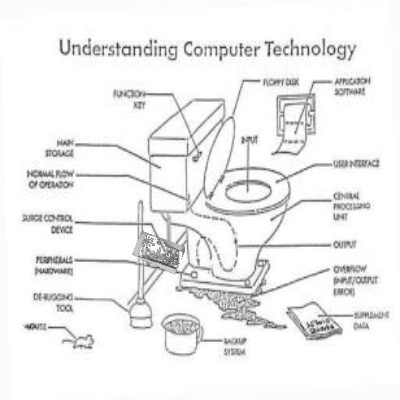 Understanding Computer Technology
FUNCTION
KEY
FLOPPY DISK
APPLICATION
SOFTWARE
MAIN
STORAGE
INPUT
USER INTERFACE
NORMAL FLOW
OF OPERATION
CENTRAL
PROCESSING
UNIT
SURGE CONTROL
DEVICE
OUTPUT
PERIPHERALS
(HARDWARE)
OVERFLOW
(INPUT/OUTPUT
ERROR)
DE-BUGGING
TOOL
SUPPLEMENT
DATA
MOUSE
BACKUP
SYSTEM